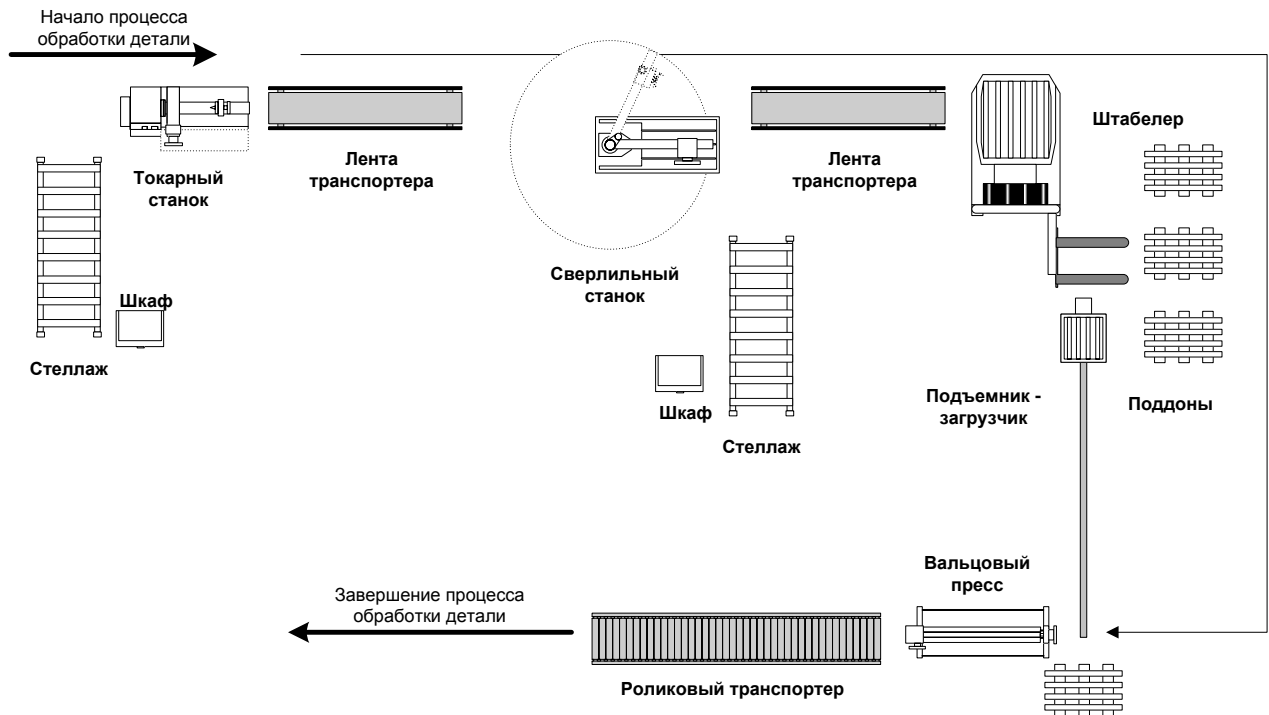 Начало процесса
обработки детали
Штабелер
Лента
транспортера
Лента
транспортера
Токарный
станок
Сверлильный
станок
Шкаф
Стеллаж
Подъемник -
загрузчик
Поддоны
Шкаф
Стеллаж
Вальцовый
пресс
Завершение процесса
обработки детали
Роликовый транспортер